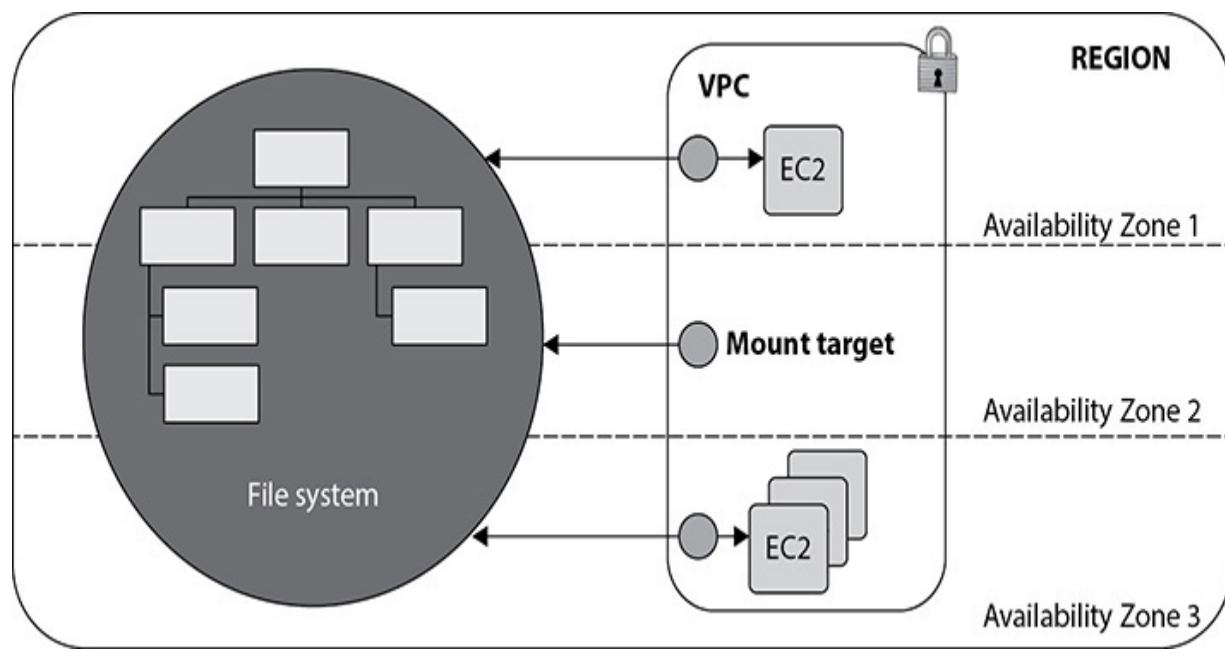 REGION
VPC
EC2
Availability Zone 1
Mount target
Availability Zone 2
File system
EC2
Availability Zone 3